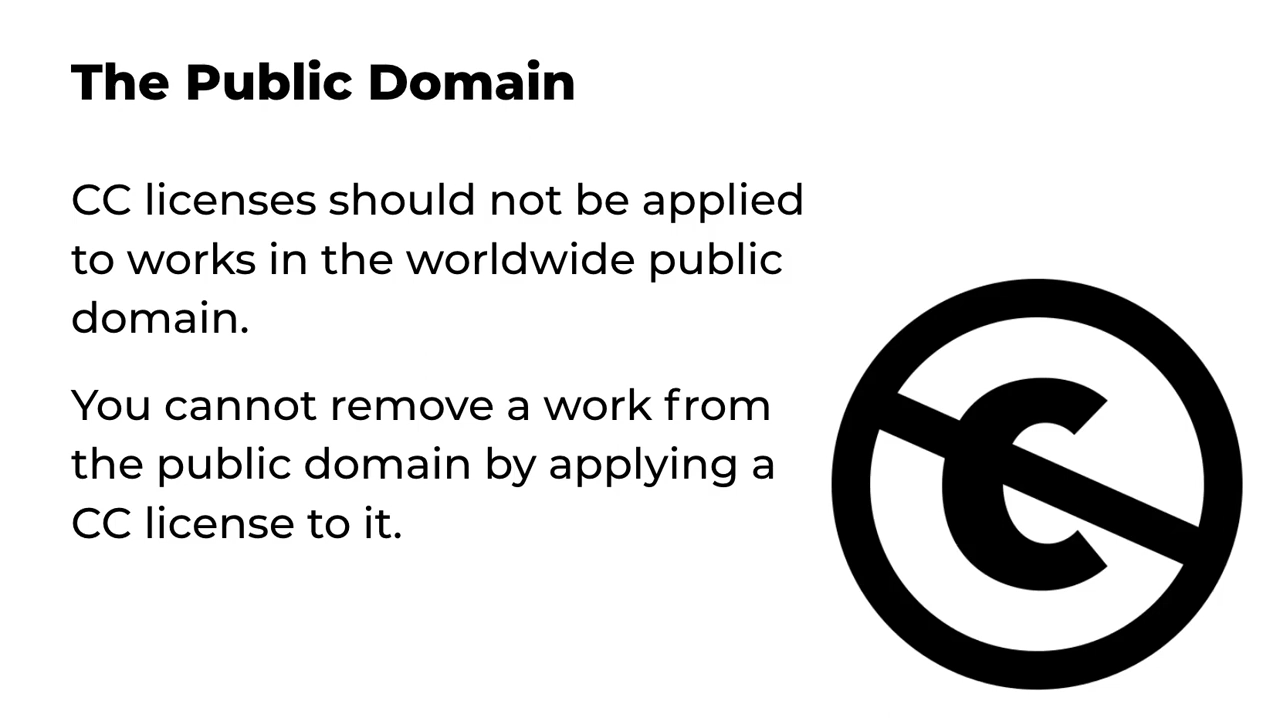 The Public Domain
CC licenses should not be applied
to works in the worldwide public
domain.
You cannot remove a work from
the public domain by applying a
CC license to it.